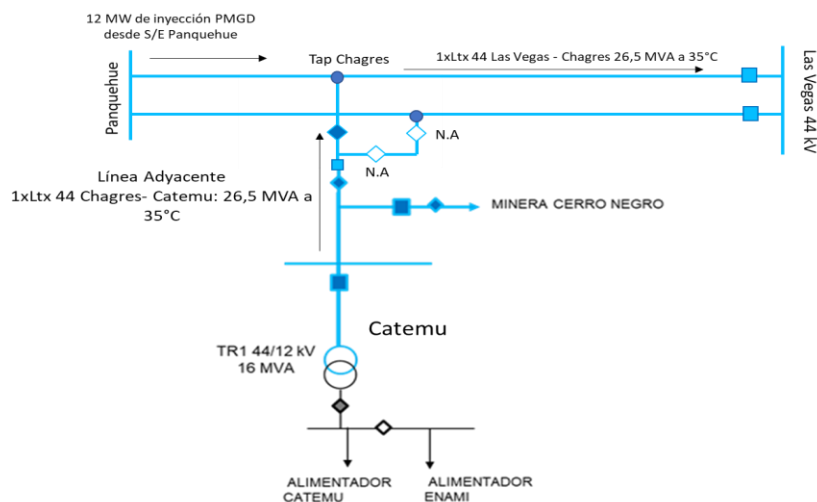 12 MW de inyección PMGD
desde S/E Panquehue
Tap Chagres
1xLtx 44 Las Vegas - Chagres 26,5 MVA a 35°C
Panquehue
Las Vegas 44 kV
N.A
N.A
Línea Adyacente
1xLtx 44 Chagres- Catemu: 26,5 MVA a
35°C
MINERA CERRO NEGRO
Catemu
TR1 44/12 kV
16 MVA
ALIMENTADOR
CATEMU
ALIMENTADOR
ENAMI